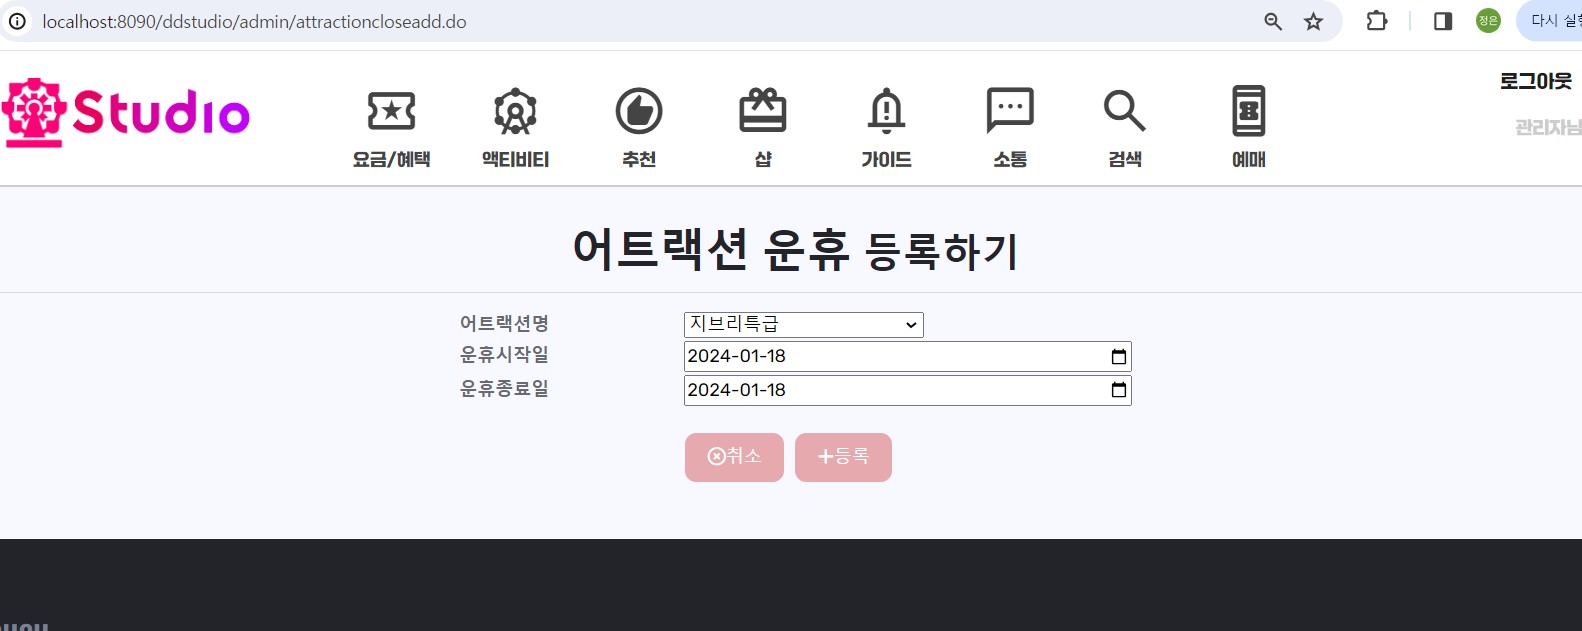 localhost:8090/ddstudio/admin/attractioncloseadd.do
정은
다시 실
Studio
요금/혜택
액티비티
추천
샵
가이드
소통
검색
예매
로그아웃
관리자님
어트랙션 운휴 등록하기
어트랙션명
지브리특급
운휴시작일
2024-01-18
운휴종료일
2024-01-18
취소
등록